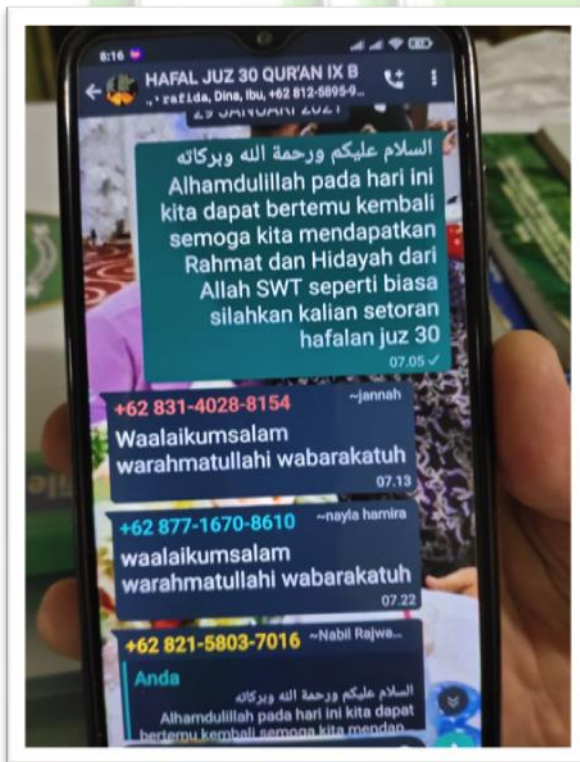 8:16
HAFAL JUZ 30 QUR'AN IX B
rafida, Dina, Ibu, +62 812-5895-9...
29 JANUARI 2021
السلام عليكم ورحمة الله وبركاته
Alhamdulillah pada hari ini
kita dapat bertemu kembali
semoga kita mendapatkan
Rahmat dan Hidayah dari
Allah SWT seperti biasa
silahkan kalian setoran
hafalan juz 30
07.05
+62 831-4028-8154 ~jannah
Waalaikumsalam
warahmatullahi wabarakatuh
07.13
+62 877-1670-8610 ~nayla hamira
waalaikumsalam
warahmatullahi wabarakatuh
07.22
+62 821-5803-7016 ~Nabil Rajwa...
Anda
السلام عليكم ورحمة الله وبركاته
Alhamdulillah pada hari ini kita dapat
bertemu kembali semoga kita mendap